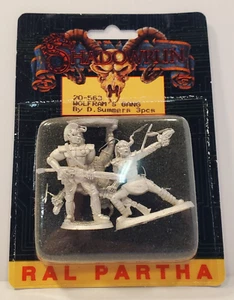 SHADOWRUN
20-563
WOLFRAM'S GANG
By D.Summers 3pcs
RAL PARTHA